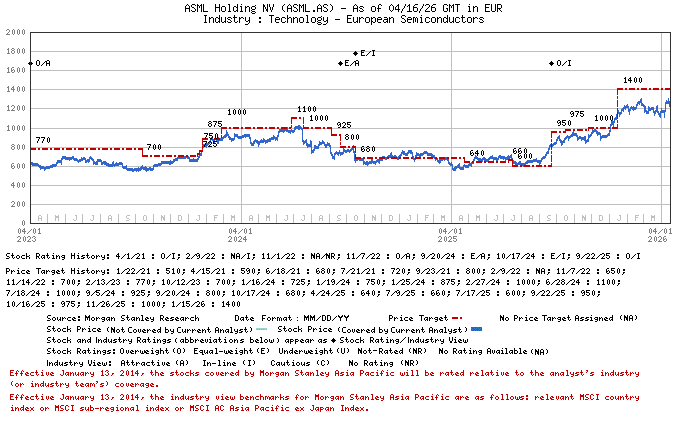 ASML Holding NV (ASML.AS) - As of 04/16/26 GMT in EUR
Industry : Technology - European Semiconductors
2000
1800
1600
1400
1200
1000
800
600
400
200
0
O/A
E/A
E/I
O/I
770
700
725
750
875
1000
1100
1000
925
800
680
640
660
600
950
975
1000
1400
A M J J A S O N D J F M A M J J A S O N D J F M A M J J A S O N D J F M
04/01 2023
04/01 2024
04/01 2025
04/01 2026
Stock Rating History: 4/1/21 : O/I; 2/9/22 : NA/I; 11/1/22 : NA/NR; 11/7/22 : O/A; 9/20/24 : E/A; 10/17/24 : E/I; 9/22/25 : O/I
Price Target History: 1/22/21 : 510; 4/15/21 : 590; 6/18/21 : 680; 7/21/21 : 720; 9/23/21 : 800; 2/9/22 : NA; 11/7/22 : 650;
11/14/22 : 700; 2/13/23 : 770; 10/12/23 : 700; 1/16/24 : 725; 1/24/24 : 750; 1/25/24 : 875; 2/27/24 : 1000; 6/28/24 : 1100;
7/18/24 : 1000; 9/5/24 : 925; 9/20/24 : 800; 10/17/24 : 680; 4/24/25 : 640; 7/9/25 : 660; 7/17/25 : 600; 9/22/25 : 950;
10/16/25 : 975; 11/26/25 : 1000; 1/15/26 : 1400
Source: Morgan Stanley Research Date Format : MM/DD/YY Price Target No Price Target Assigned (NA)
Stock Price (Not Covered by Current Analyst) Stock Price (Covered by Current Analyst)
Stock and Industry Ratings (abbreviations below) appear as ◆ Stock Rating/Industry View
Stock Ratings: Overweight (O) Equal-weight (E) Underweight (U) Not-Rated (NR) No Rating Available (NA)
Industry View: Attractive (A) In-line (I) Cautious (C) No Rating (NR)
Effective January 13, 2014, the stocks covered by Morgan Stanley Asia Pacific will be rated relative to the analyst's industry
(or industry team's) coverage.
Effective January 13, 2014, the industry view benchmarks for Morgan Stanley Asia Pacific are as follows: relevant MSCI country
index or MSCI sub-regional index or MSCI AC Asia Pacific ex Japan Index.